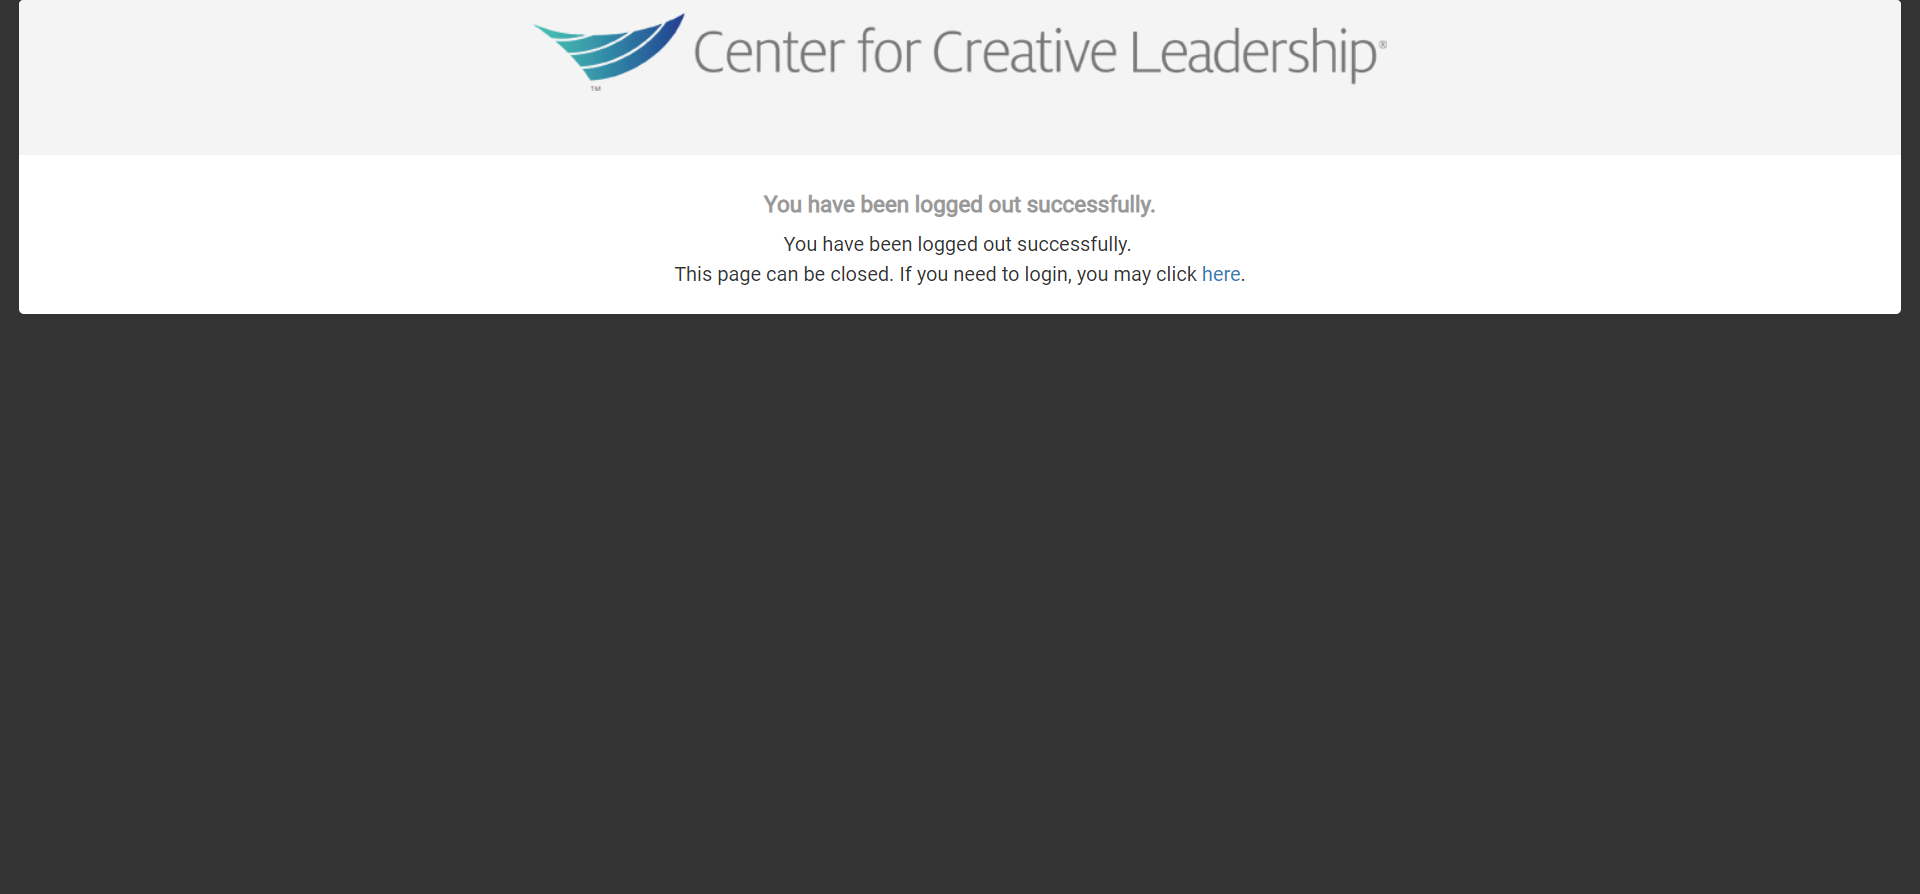 Center for Creative Leadership®
TM
You have been logged out successfully.
You have been logged out successfully.
This page can be closed. If you need to login, you may click here.